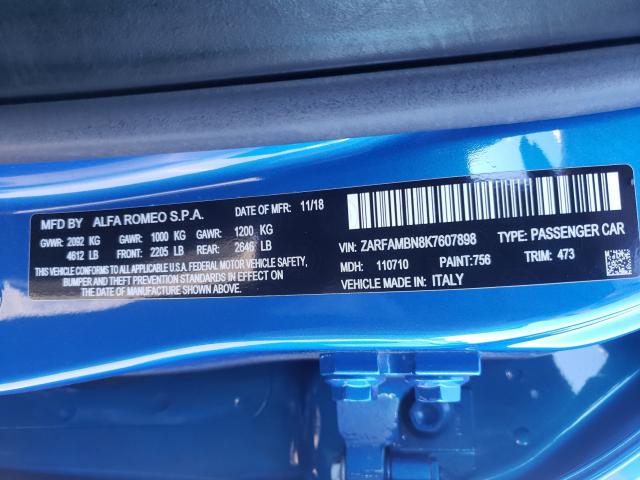 MFD BY ALFA ROMEO S.P.A. DATE OF MFR: 11/18
GVWR: 2092 KG GAWR: 1000 KG GAWR: 1200 KG
4612 LB FRONT: 2205 LB REAR: 2646 LB
THIS VEHICLE CONFORMS TO ALL APPLICABLE U.S.A. FEDERAL MOTOR VEHICLE SAFETY,
BUMPER AND THEFT PREVENTION STANDARDS IN EFFECT ON
THE DATE OF MANUFACTURE SHOWN ABOVE.
VIN: ZARFAMBN8K7607898 TYPE: PASSENGER CAR
MDH: 110710 PAINT:756 TRIM: 473
VEHICLE MADE IN: ITALY